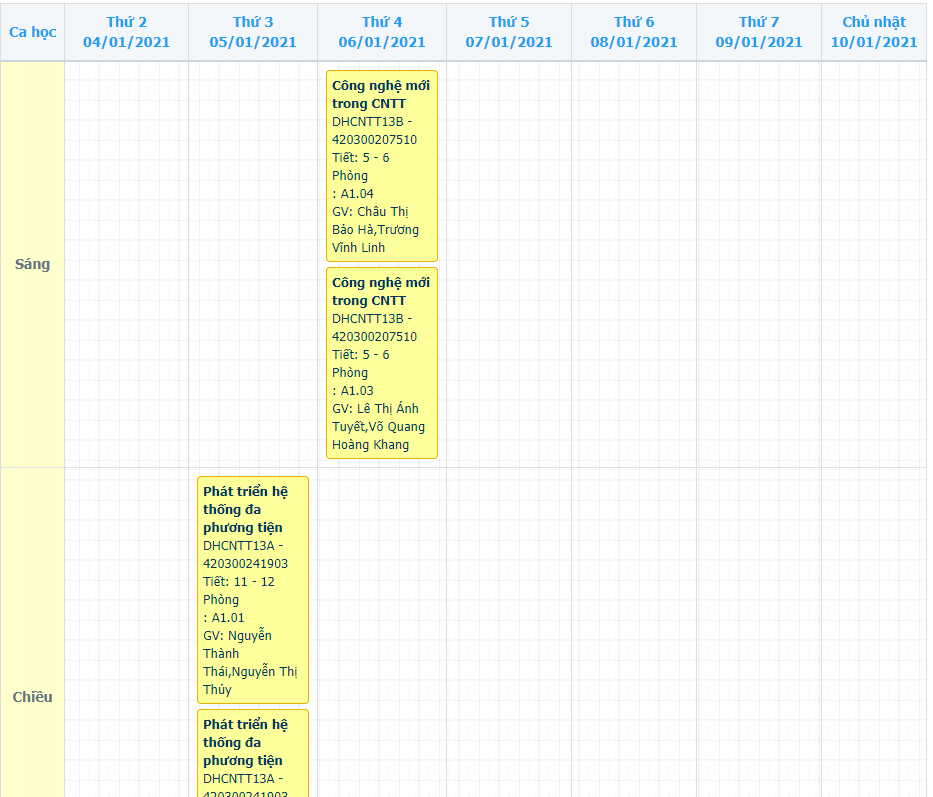 Ca học
Thứ 2
04/01/2021
Thứ 3
05/01/2021
Thứ 4
06/01/2021
Thứ 5
07/01/2021
Thứ 6
08/01/2021
Thứ 7
09/01/2021
Chủ nhật
10/01/2021
Sáng
Công nghệ mới
trong CNTT
DHCNTT13B -
420300207510
Tiết: 5 - 6
Phòng
: A1.04
GV: Châu Thị
Bảo Hà,Trương
Vĩnh Linh
Công nghệ mới
trong CNTT
DHCNTT13B -
420300207510
Tiết: 5 - 6
Phòng
: A1.03
GV: Lê Thị Ánh
Tuyết,Võ Quang
Hoàng Khang
Chiều
Phát triển hệ
thống đa
phương tiện
DHCNTT13A -
420300241903
Tiết: 11 - 12
Phòng
: A1.01
GV: Nguyễn
Thành
Thái,Nguyễn Thị
Thúy
Phát triển hệ
thống đa
phương tiện
DHCNTT13A -
420300241903